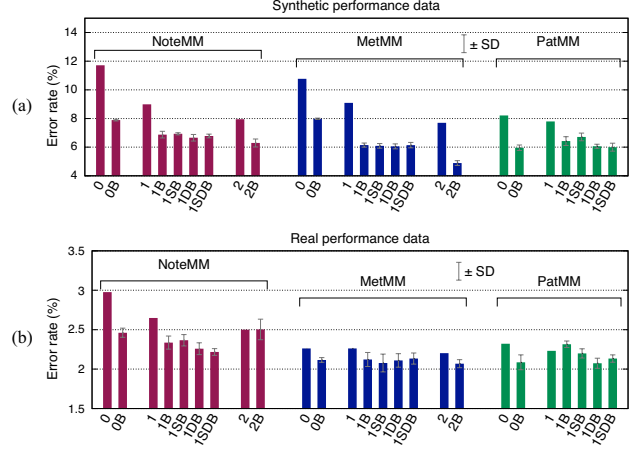 Synthetic performance data
14
12
10
8
6
4
Error rate (%)
(a)
NoteMM
MetMM
± SD
PatMM
0
0B
1
1B
1SB
1DB
1SDB
2
2B
0
0B
1
1B
1SB
1DB
1SDB
2
2B
0
0B
1
1B
1SB
1DB
1SDB
Real performance data
3.5
3
2.5
2
1.5
Error rate (%)
(b)
NoteMM
MetMM
± SD
PatMM
0
0B
1
1B
1SB
1DB
1SDB
2
2B
0
0B
1
1B
1SB
1DB
1SDB
2
2B
0
0B
1
1B
1SB
1DB
1SDB